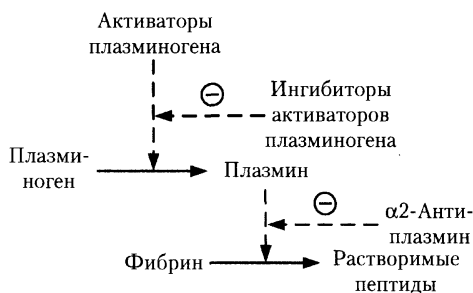 Активаторы
плазминогена
Ингибиторы
активаторов
плазминогена
Плазми-
ноген
Плазмин
α2-Анти-
плазмин
Фибрин
Растворимые
пептиды